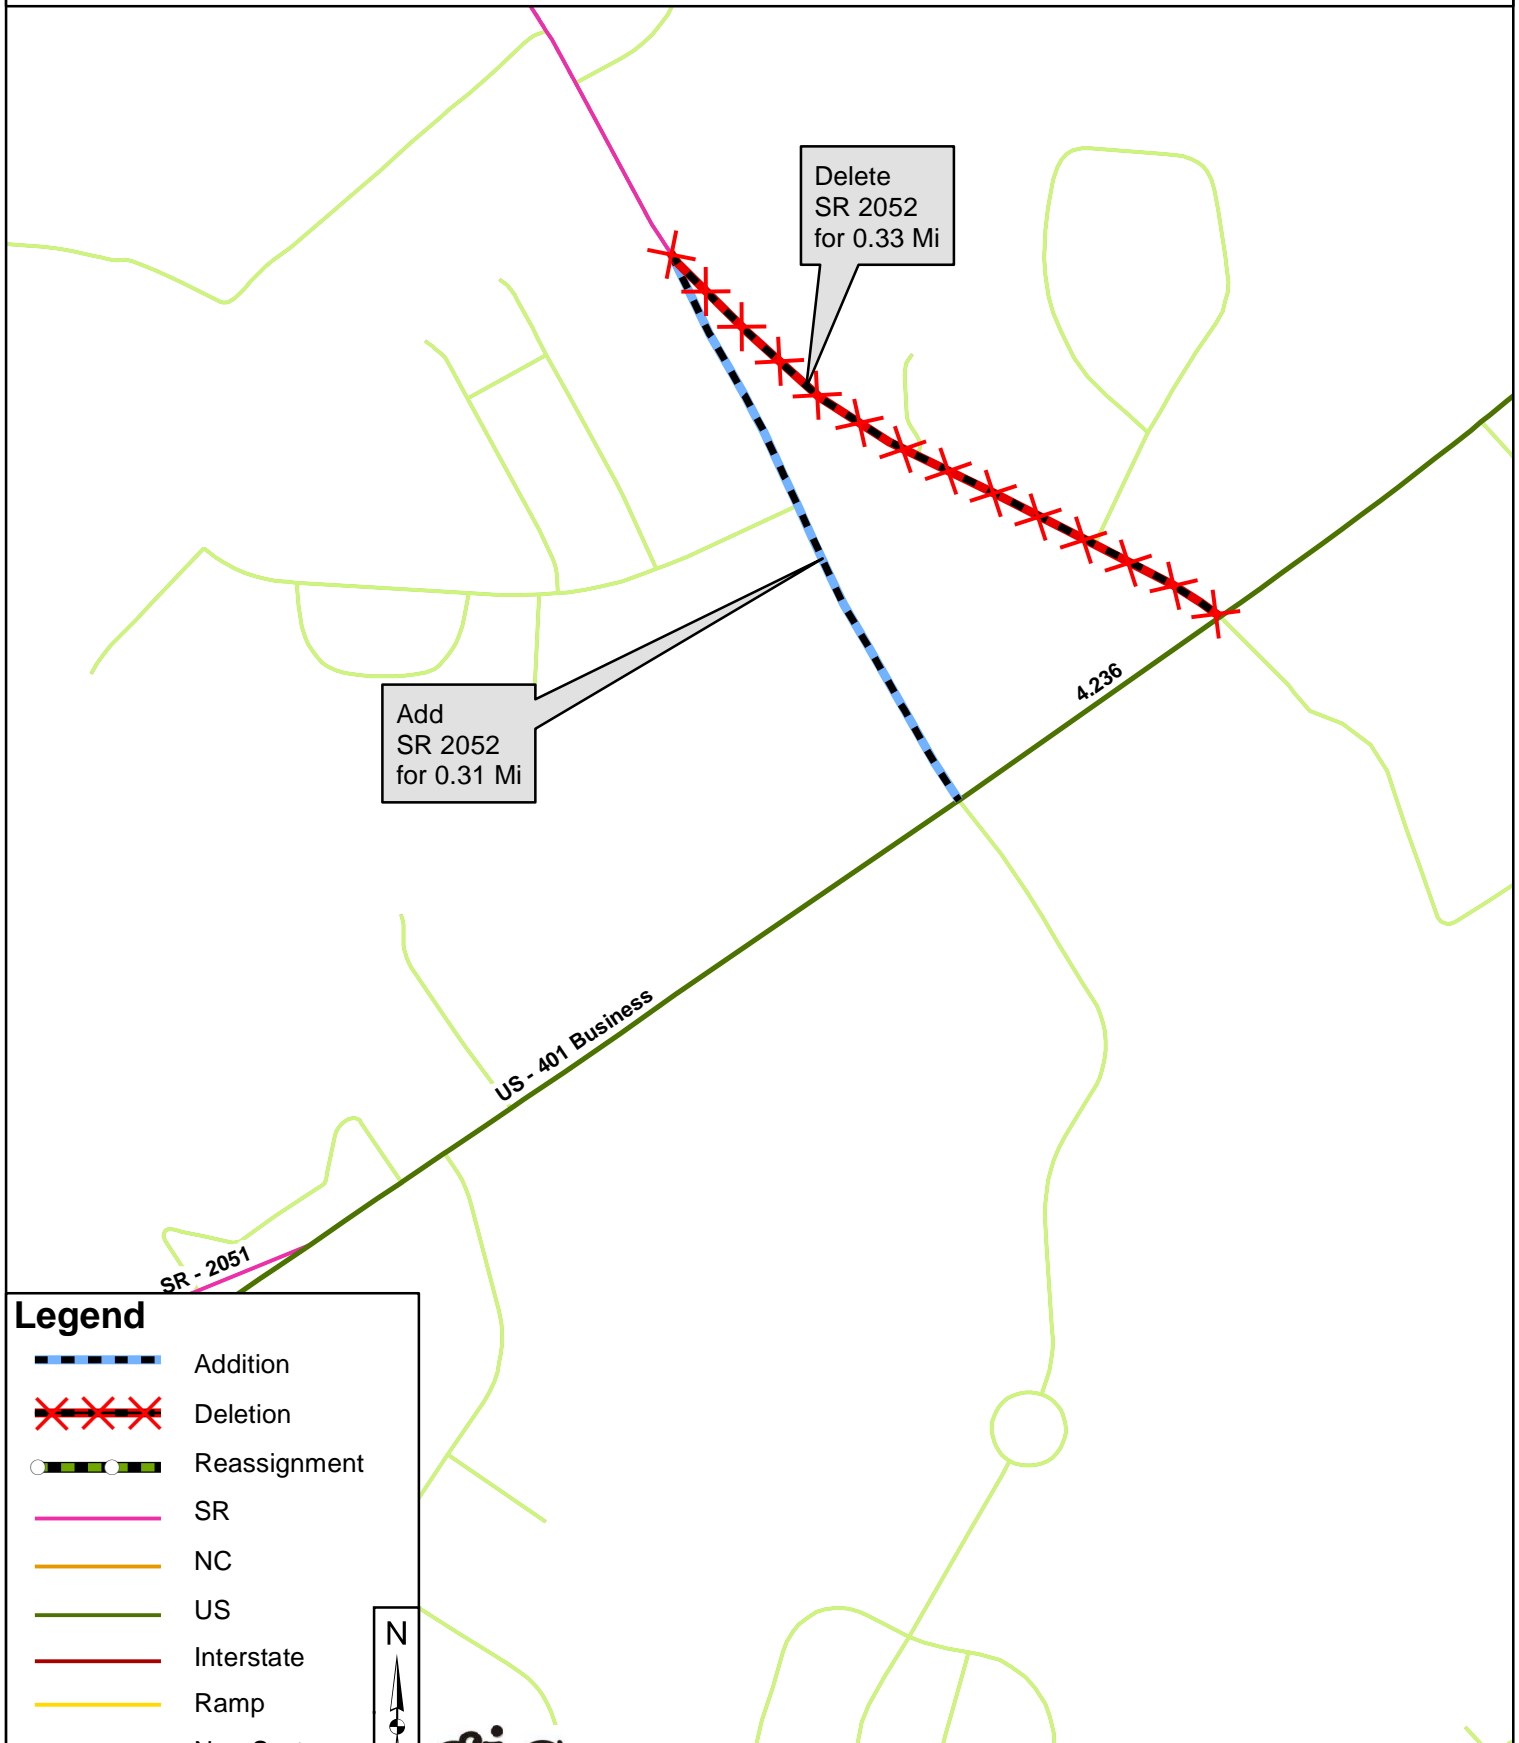 Delete
SR 2052
for 0.33 Mi
4.236
Add
SR 2052
for 0.31 Mi
US - 401 Business
SR - 2051
Legend
Addition
Deletion
Reassignment
SR
NC
US
N
Interstate
Ramp